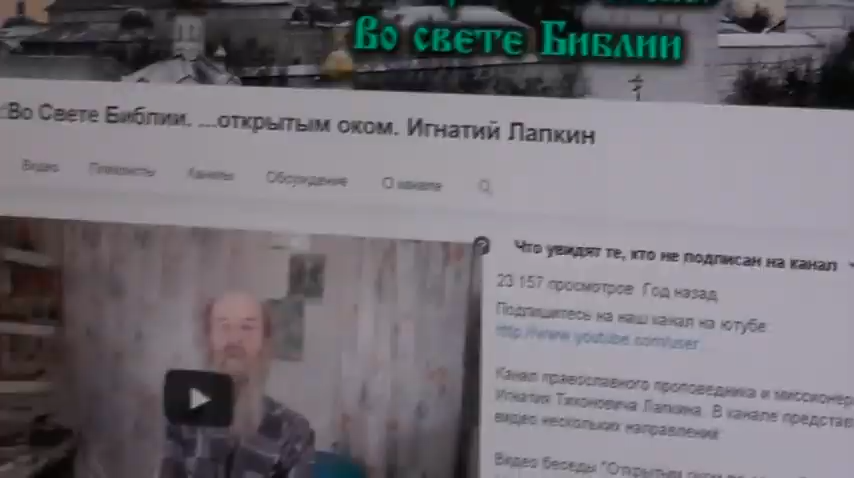 Во свете Библии
Во Свете Библии. ...открытым оком. Игнатий Лапкин
Видео Плейлисты Каналы Обсуждение О канале
Что увидят те, кто не подписан на канал
23 157 просмотров Год назад
Подпишитесь на наш канал на ютубе:
http://www.youtube.com/user...
Канал православного проповедника и миссионер
Игнатия Тихоновича Лапкина. В канале представ
видео нескольких направлений:
Видео беседы "Открытым оком